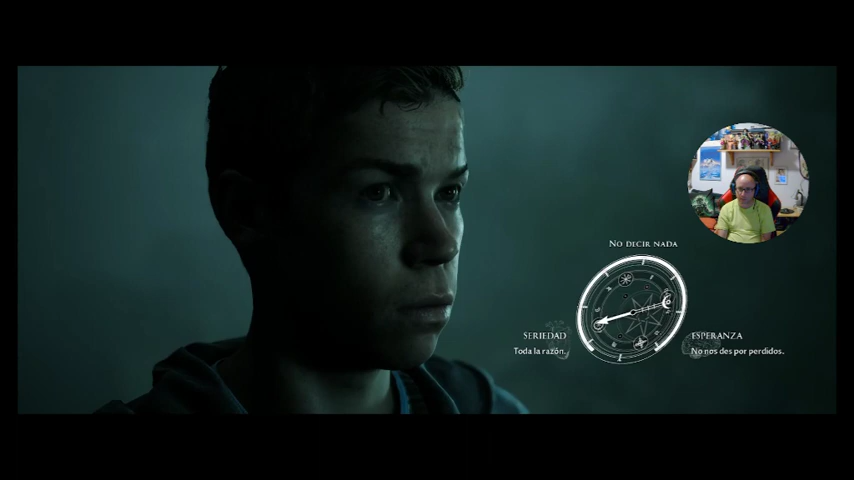 NO DECIR NADA
SERIEDAD
Toda la razón.
ESPERANZA
No nos des por perdidos.